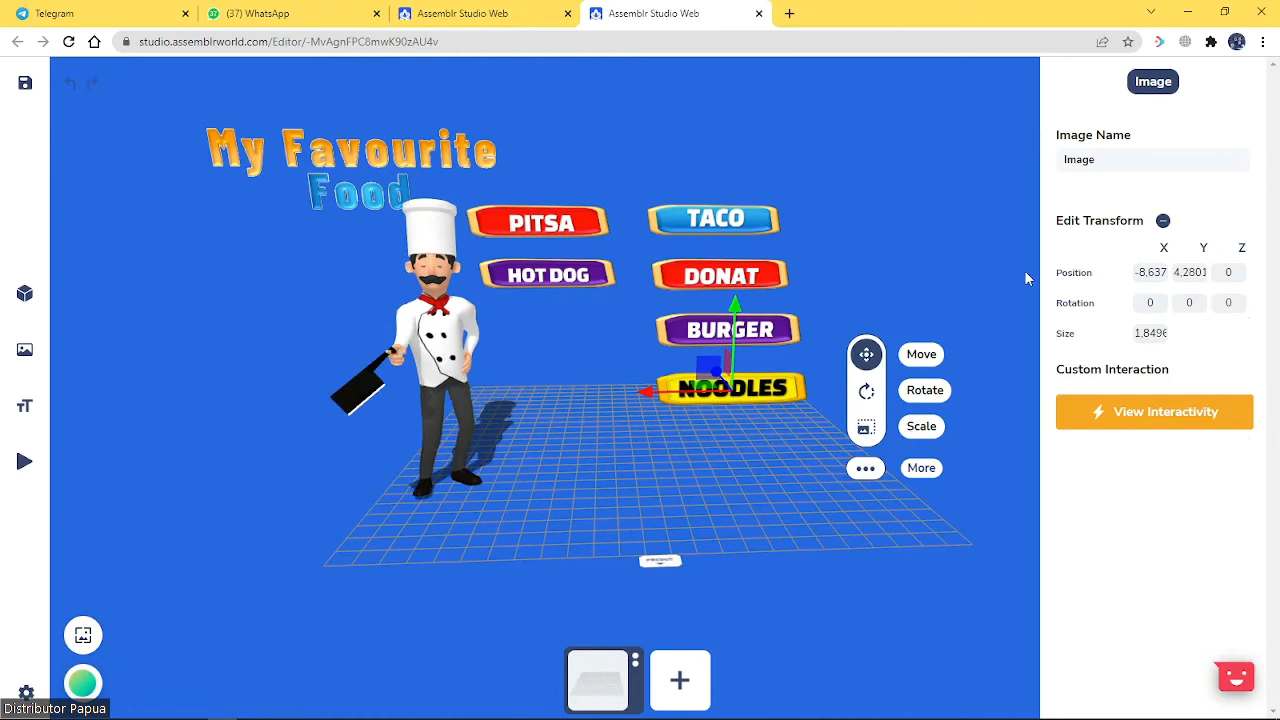 Telegram
(37) WhatsApp
Assemblr Studio Web
Assemblr Studio Web
studio.assemblrworld.com/Editor/-MvAgnFPC8mwK90zAU4v
Image
My Favourite
Food
Image Name
Image
PITSA
TACO
Edit Transform
X Y Z
HOT DOG
DONAT
Position -8,637 4,2801 0
Rotation 0 0 0
BURGER
Size 1.8496
Move
Custom Interaction
NOODLES
Rotate
View Interactivity
Scale
More
Distributor Papua